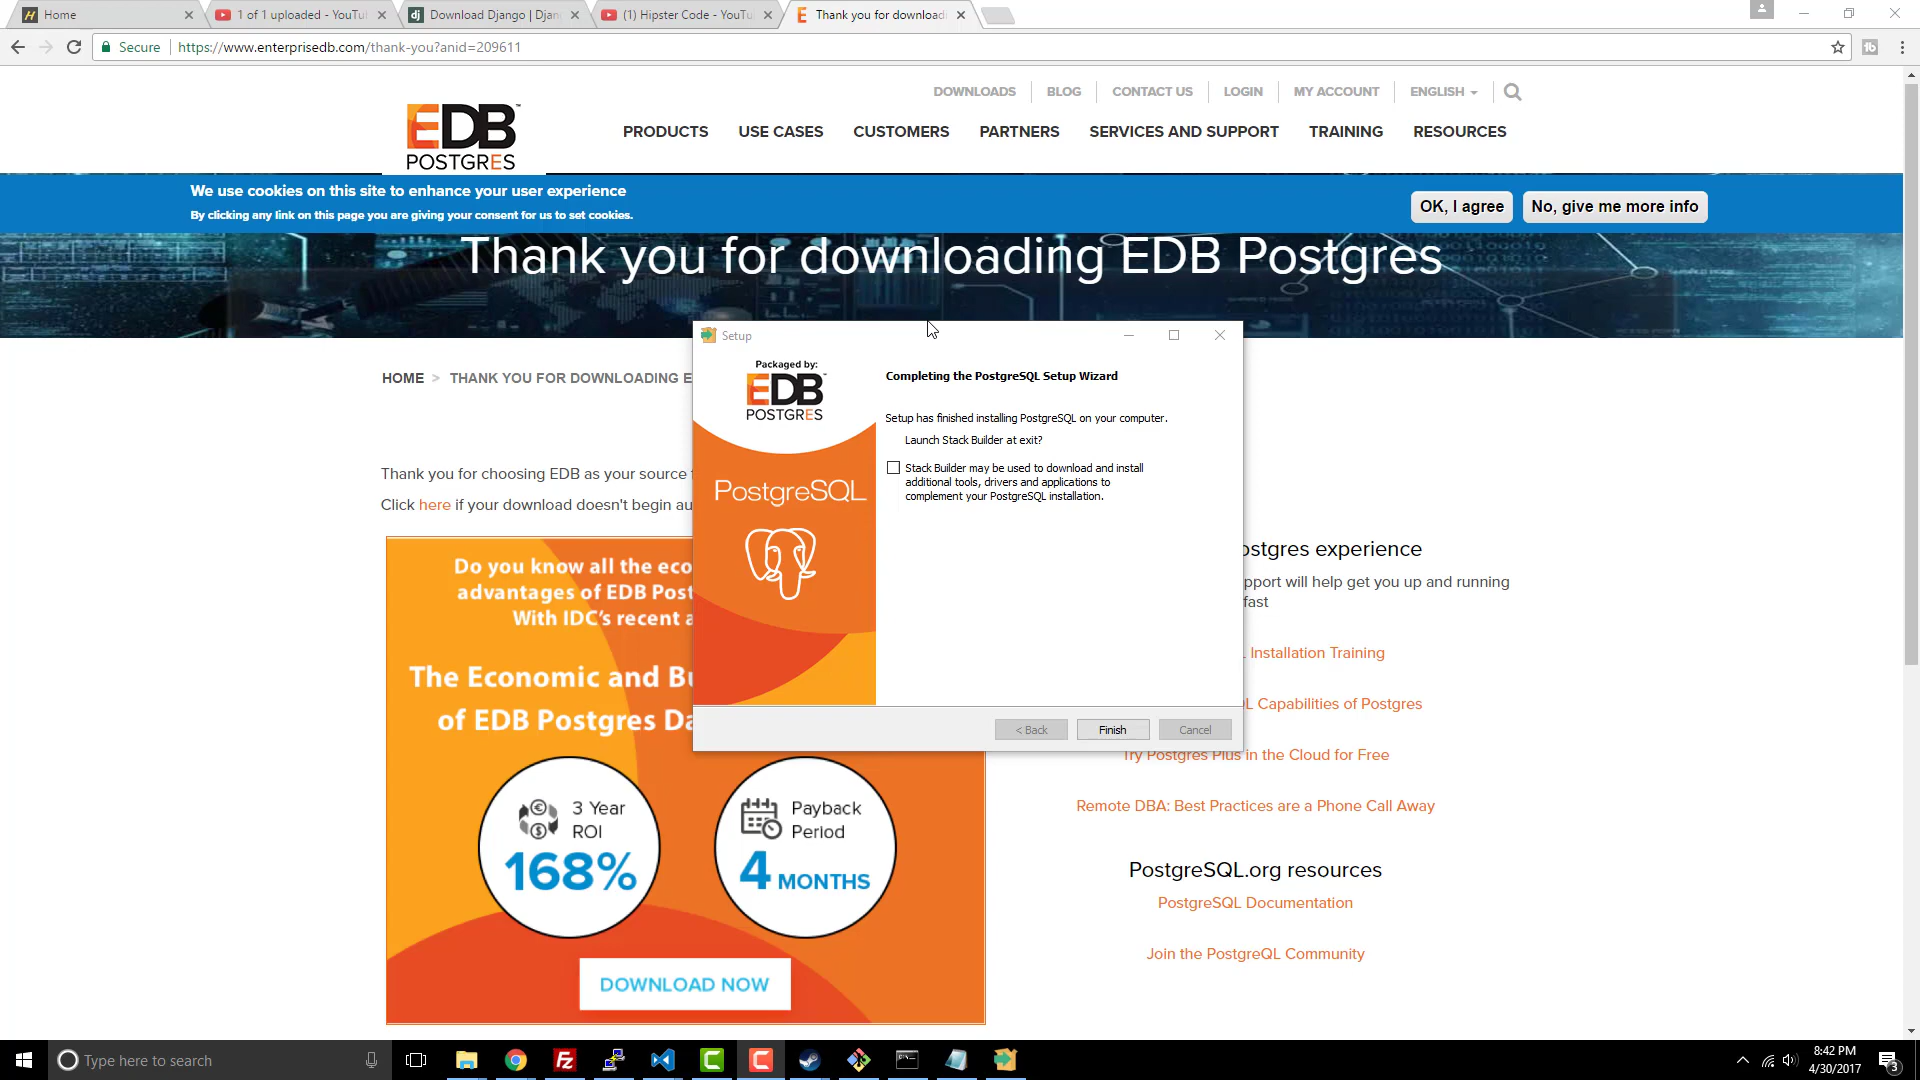 Home
1 of 1 uploaded - YouTu
Download Django | Djan
(1) Hipster Code - YouTu
Thank you for downloadi
Secure
https://www.enterprisedb.com/thank-you?anid=209611
DOWNLOADS
BLOG
CONTACT US
LOGIN
MY ACCOUNT
ENGLISH
EDB
POSTGRES
PRODUCTS
USE CASES
CUSTOMERS
PARTNERS
SERVICES AND SUPPORT
TRAINING
RESOURCES
We use cookies on this site to enhance your user experience
By clicking any link on this page you are giving your consent for us to set cookies.
OK, I agree
No, give me more info
Thank you for downloading EDB Postgres
HOME > THANK YOU FOR DOWNLOADING E
Thank you for choosing EDB as your source
Click here if your download doesn't begin au
Setup
Packaged by:
EDB
POSTGRES
PostgreSQL
Completing the PostgreSQL Setup Wizard
Setup has finished installing PostgreSQL on your computer.
Launch Stack Builder at exit?
Stack Builder may be used to download and install
additional tools, drivers and applications to
complement your PostgreSQL installation.
< Back
Finish
Cancel
Do you know all the eco
advantages of EDB Post
With IDC's recent a
The Economic and Bu
of EDB Postgres Da
3 Year
ROI
168%
Payback
Period
4 MONTHS
DOWNLOAD NOW
ostgres experience
pport will help get you up and running
fast
Installation Training
L Capabilities of Postgres
Try Postgres Plus in the Cloud for Free
Remote DBA: Best Practices are a Phone Call Away
PostgreSQL.org resources
PostgreSQL Documentation
Join the PostgreQL Community
Type here to search
8:42 PM
4/30/2017
3